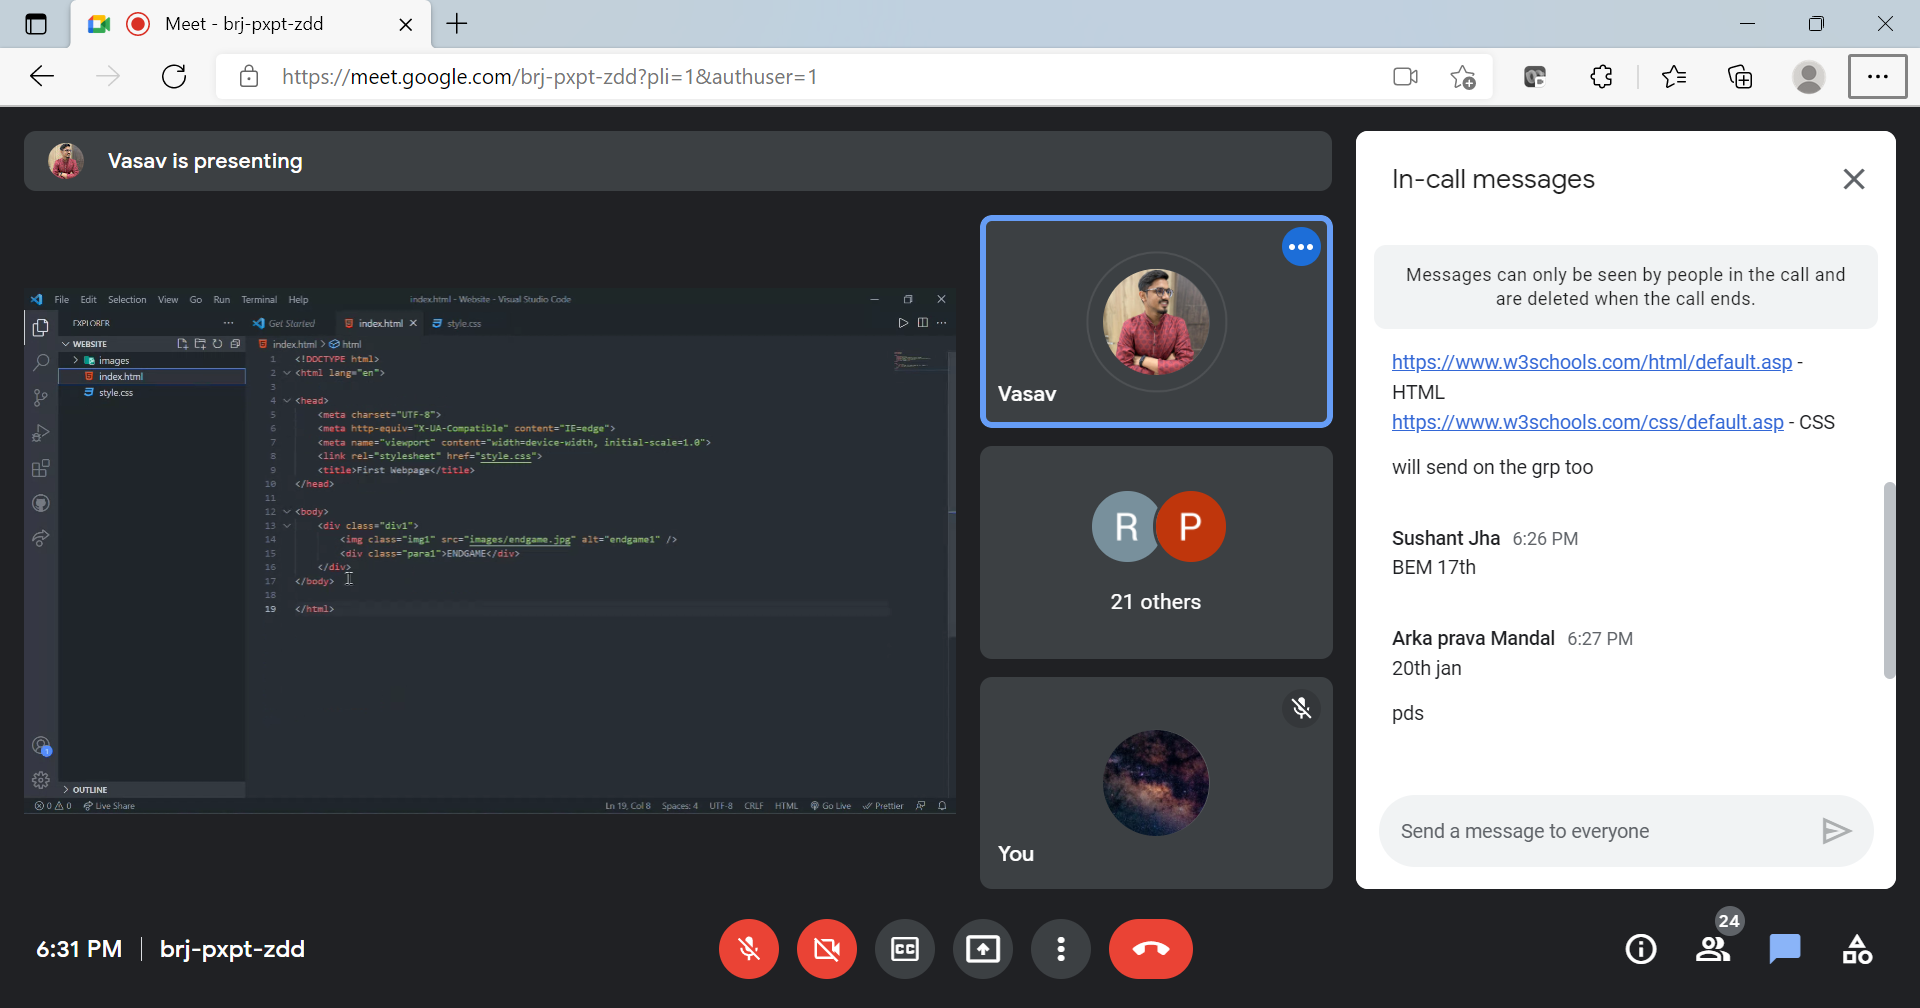 Meet - brj-pxpt-zdd
https://meet.google.com/brj-pxpt-zdd?pli=1&authuser=1
Vasav is presenting
File Edit Selection View Go Run Terminal Help
index.html - Website - Visual Studio Code
EXPLORER
Get Started
index.html
style.css
WEBSITE
images
index.html
style.css
index.html > html
1 <!DOCTYPE html>
2 <html lang="en">
3
4 <head>
5 <meta charset="UTF-8">
6 <meta http-equiv="X-UA-Compatible" content="IE=edge">
7 <meta name="viewport" content="width=device-width, initial-scale=1.0">
8 <link rel="stylesheet" href="style.css">
9 <title>First Webpage</title>
10 </head>
11
12 <body>
13 <div class="div1">
14 <img class="img1" src="images/endgame.jpg" alt="endgame1" />
15 <div class="para1">ENDGAME</div>
16 </div>
17 </body>
18
19 </html>
1
OUTLINE
0 0 Live Share
Ln 19, Col 8 Spaces: 4 UTF-8 CRLF HTML Go Live Prettier
Vasav
R P
21 others
You
In-call messages
Messages can only be seen by people in the call and
are deleted when the call ends.
https://www.w3schools.com/html/default.asp -
HTML
https://www.w3schools.com/css/default.asp - CSS
will send on the grp too
Sushant Jha 6:26 PM
BEM 17th
Arka prava Mandal 6:27 PM
20th jan
pds
Send a message to everyone
6:31 PM | brj-pxpt-zdd
CC
24